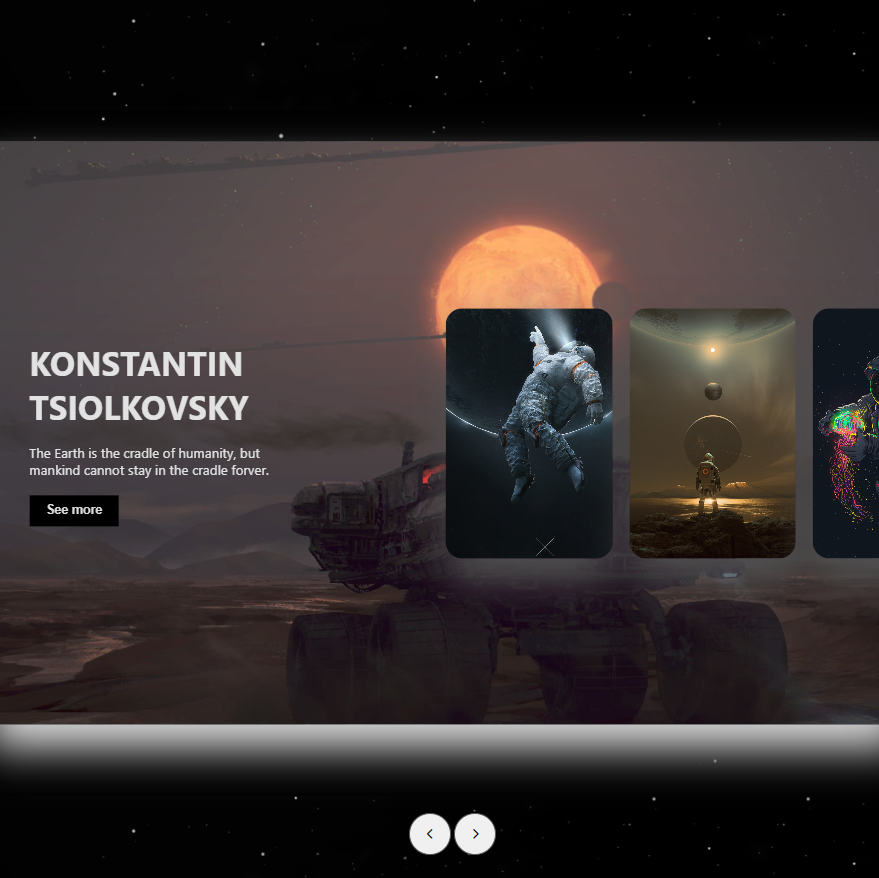 KONSTANTIN
TSIOLKOVSKY
The Earth is the cradle of humanity, but
mankind cannot stay in the cradle forver.
See more